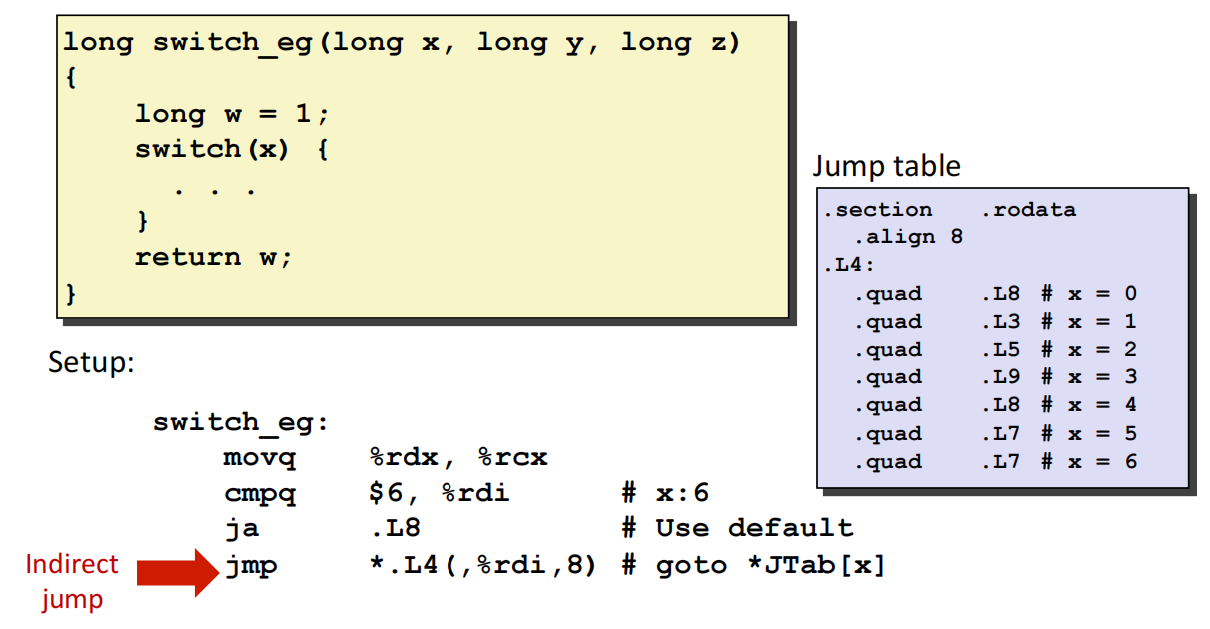 long switch_eg(long x, long y, long z)
{
    long w = 1;
    switch(x) {
      . . .
    }
    return w;
}
Jump table
.section    .rodata
  .align 8
.L4:
  .quad    .L8 # x = 0
  .quad    .L3 # x = 1
  .quad    .L5 # x = 2
  .quad    .L9 # x = 3
  .quad    .L8 # x = 4
  .quad    .L7 # x = 5
  .quad    .L7 # x = 6
Setup:
switch_eg:
    movq    %rdx, %rcx
    cmpq    $6, %rdi    # x:6
    ja      .L8         # Use default
    jmp     *.L4(,%rdi,8) # goto *JTab[x]
Indirect
jump